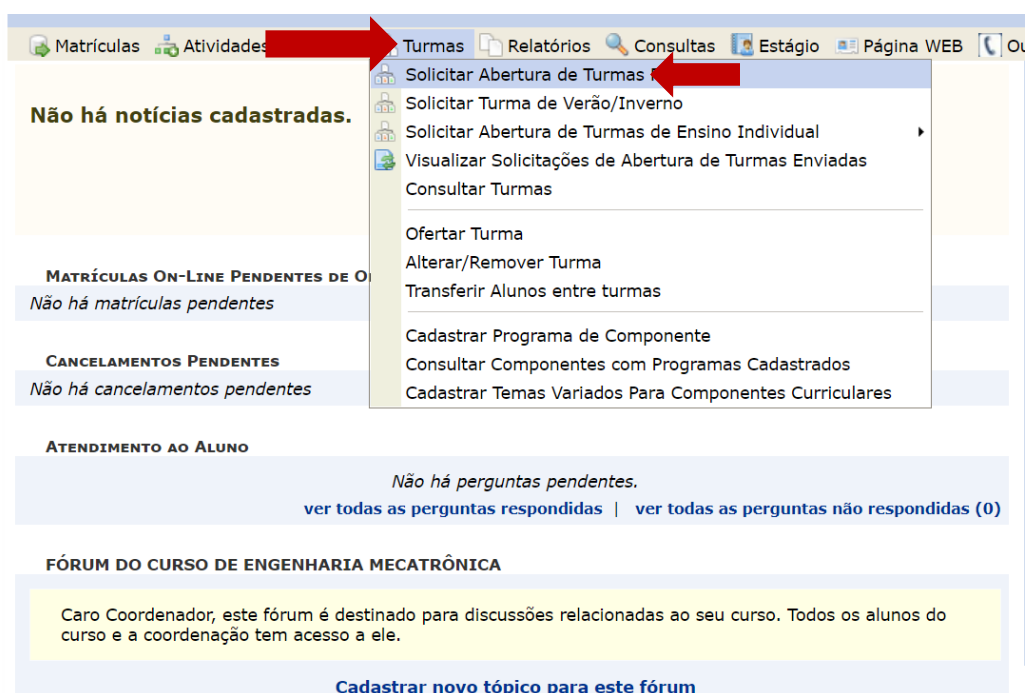 Matrículas Atividades Turmas Relatórios Consultas Estágio Página WEB Ou
Solicitar Abertura de Turmas
Não há notícias cadastradas.
Solicitar Turma de Verão/Inverno
Solicitar Abertura de Turmas de Ensino Individual
Visualizar Solicitações de Abertura de Turmas Enviadas
Consultar Turmas
Ofertar Turma
Alterar/Remover Turma
Transferir Alunos entre turmas
Cadastrar Programa de Componente
Consultar Componentes com Programas Cadastrados
Cadastrar Temas Variados Para Componentes Curriculares
Matrículas On-Line Pendentes de O
Não há matrículas pendentes
Cancelamentos Pendentes
Não há cancelamentos pendentes
Atendimento ao Aluno
Não há perguntas pendentes.
ver todas as perguntas respondidas | ver todas as perguntas não respondidas (0)
FÓRUM DO CURSO DE ENGENHARIA MECATRÔNICA
Caro Coordenador, este fórum é destinado para discussões relacionadas ao seu curso. Todos os alunos do
curso e a coordenação tem acesso a ele.
Cadastrar novo tópico para este fórum